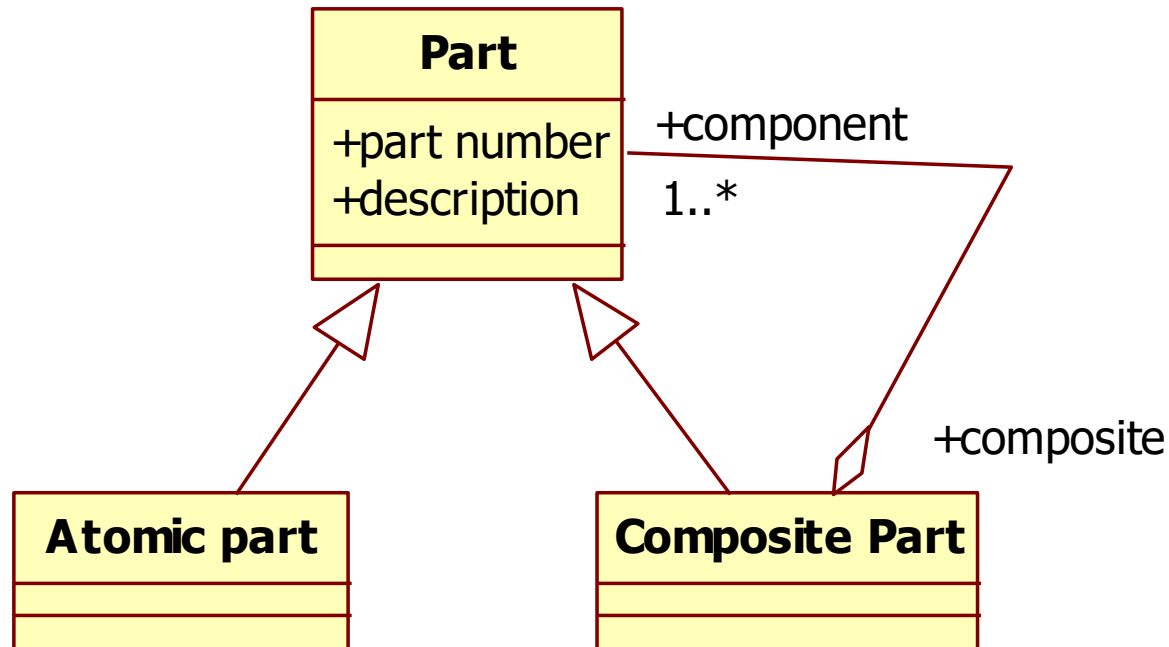 Part
+part number
+description
+component
1..*
+composite
Atomic part
Composite Part